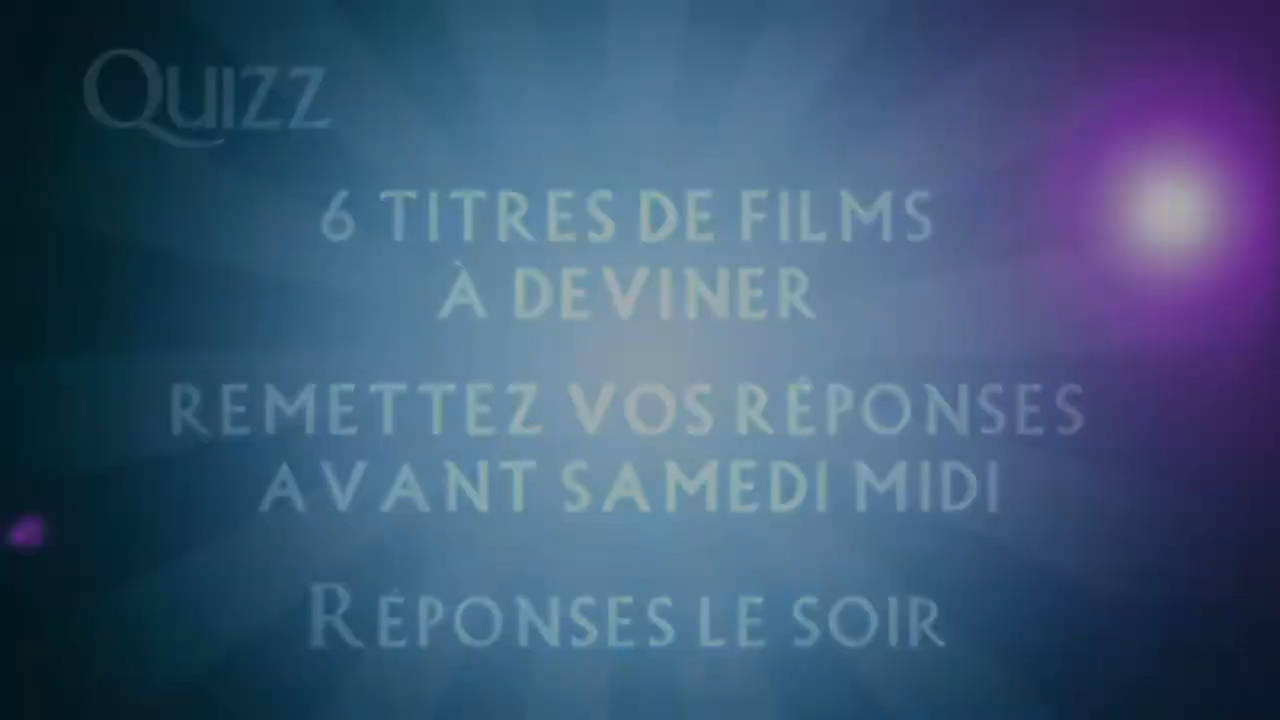 Quizz
6 TITRES DE FILMS
À DEVINER
REMETTEZ VOS RÉPONSES
AVANT SAMEDI MIDI
RÉPONSES LE SOIR